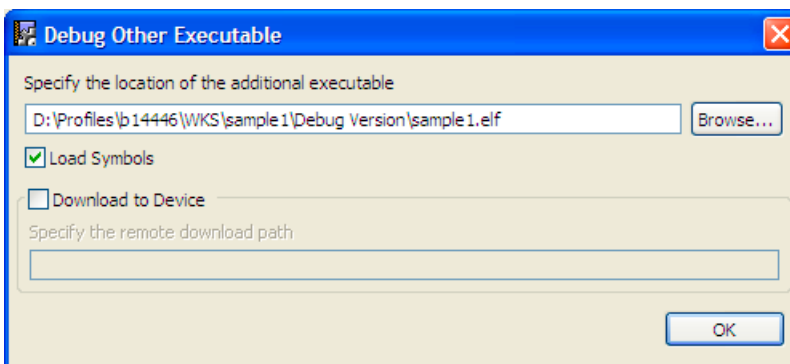 Debug Other Executable
Specify the location of the additional executable
D:\Profiles\b14446\WKS\sample1\Debug Version\sample1.elf Browse...
Load Symbols
Download to Device
Specify the remote download path
OK